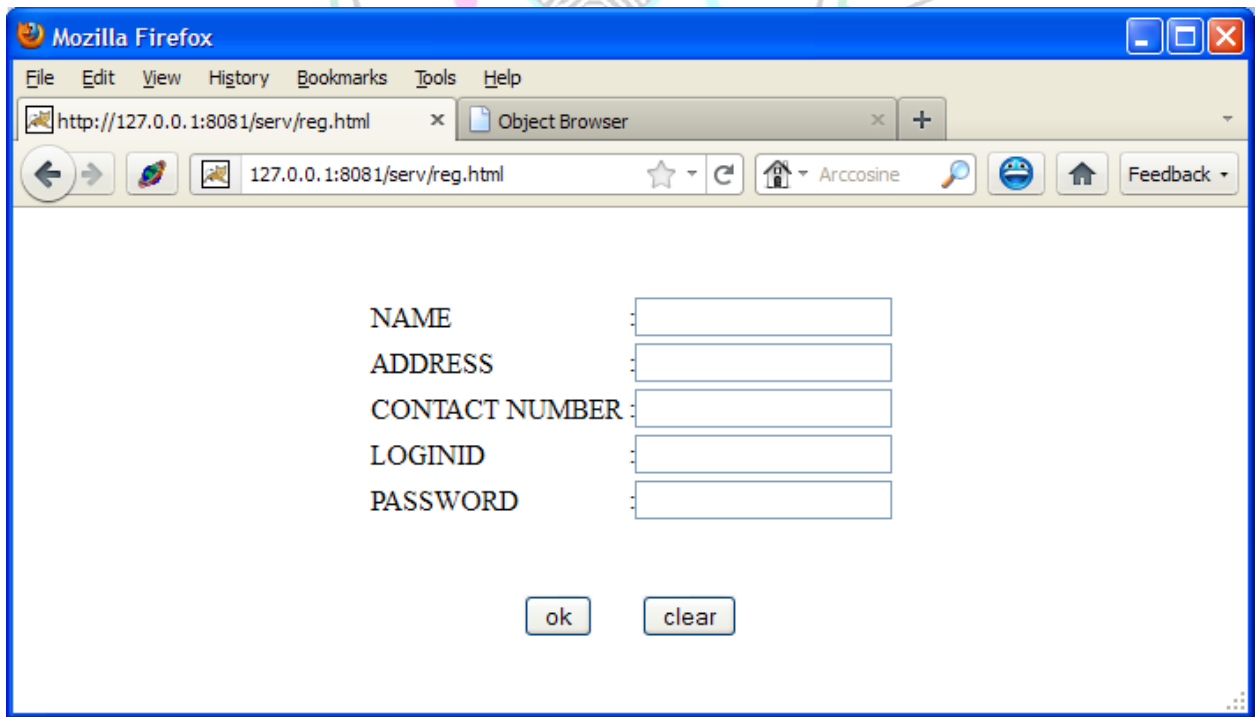 Mozilla Firefox
File Edit View History Bookmarks Tools Help
http://127.0.0.1:8081/serv/reg.html Object Browser
127.0.0.1:8081/serv/reg.html Arccosine Feedback
NAME :
ADDRESS :
CONTACT NUMBER :
LOGINID :
PASSWORD :
ok clear